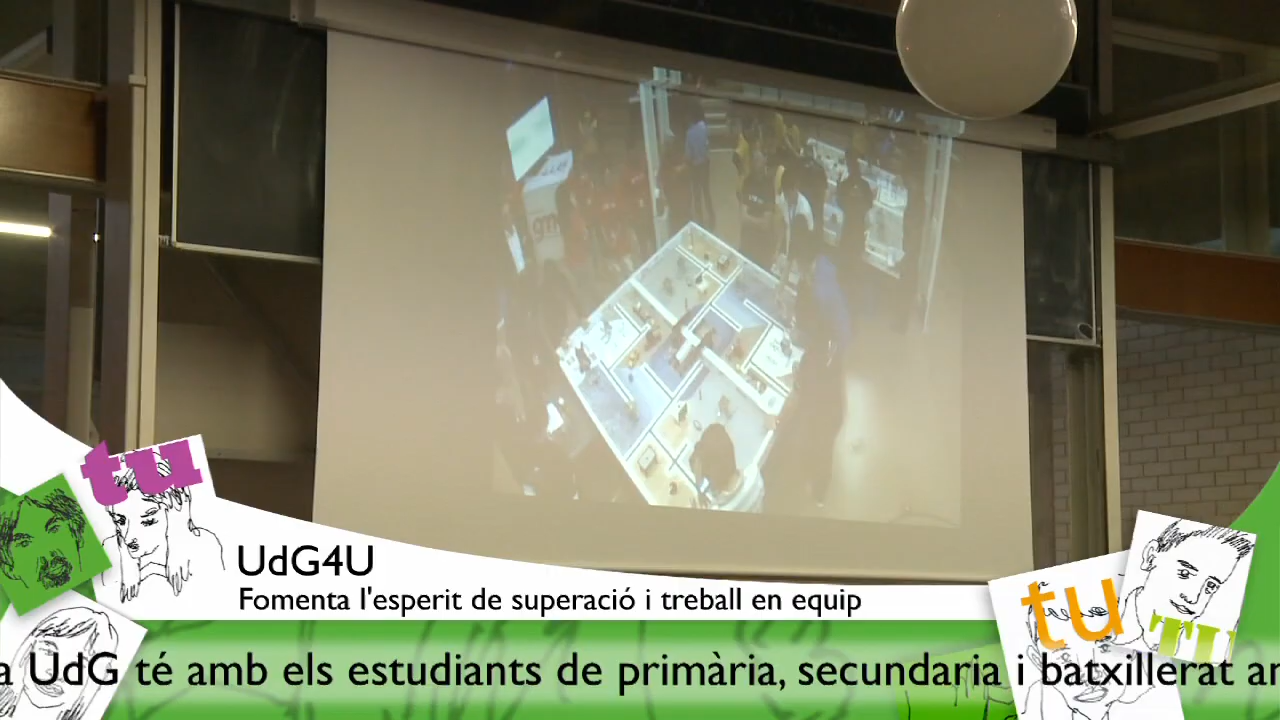 tu
UdG4U
Fomenta l'esperit de superació i treball en equip
tu
TU
a UdG té amb els estudiants de primària, secundaria i batxillerat